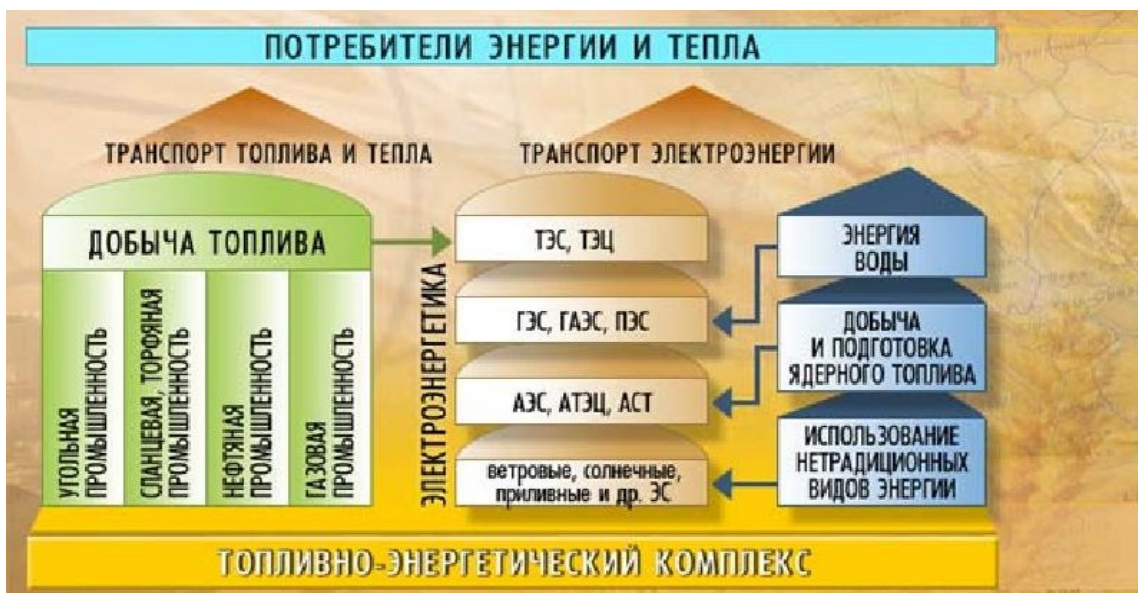 ПОТРЕБИТЕЛИ ЭНЕРГИИ И ТЕПЛА
ТРАНСПОРТ ТОПЛИВА И ТЕПЛА
ТРАНСПОРТ ЭЛЕКТРОЭНЕРГИИ
ДОБЫЧА ТОПЛИВА
УГОЛЬНАЯ
ПРОМЫШЛЕННОСТЬ
СЛАНЦЕВАЯ, ТОРФЯНАЯ
ПРОМЫШЛЕННОСТЬ
НЕФТЯНАЯ
ПРОМЫШЛЕННОСТЬ
ГАЗОВАЯ
ПРОМЫШЛЕННОСТЬ
ЭЛЕКТРОЭНЕРГЕТИКА
ТЭС, ТЭЦ
ГЭС, ГАЭС, ПЭС
АЭС, АТЭЦ, АСТ
ветровые, солнечные,
приливные и др. ЭС
ЭНЕРГИЯ
ВОДЫ
ДОБЫЧА
И ПОДГОТОВКА
ЯДЕРНОГО ТОПЛИВА
ИСПОЛЬЗОВАНИЕ
НЕТРАДИЦИОННЫХ
ВИДОВ ЭНЕРГИИ
ТОПЛИВНО-ЭНЕРГЕТИЧЕСКИЙ КОМПЛЕКС